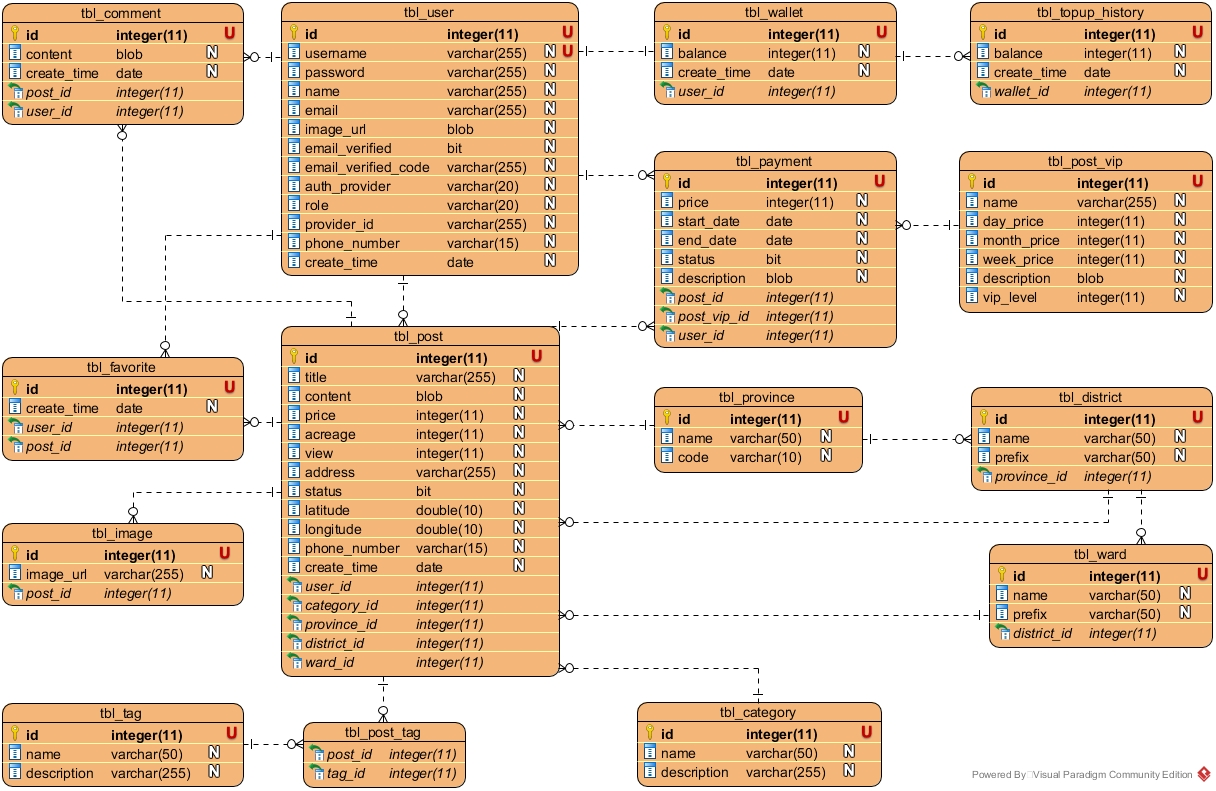 tbl_comment
id integer(11) U
content blob N
create_time date N
post_id integer(11)
user_id integer(11)
tbl_user
id integer(11) U
username varchar(255) N U
password varchar(255) N
name varchar(255) N
email varchar(255) N
image_url blob N
email_verified bit N
email_verified_code varchar(255) N
auth_provider varchar(20) N
role varchar(20) N
provider_id varchar(255) N
phone_number varchar(15) N
create_time date N
tbl_wallet
id integer(11) U
balance integer(11) N
create_time date N
user_id integer(11)
tbl_topup_history
id integer(11) U
balance integer(11) N
create_time date N
wallet_id integer(11)
tbl_payment
id integer(11) U
price integer(11) N
start_date date N
end_date date N
status bit N
description blob N
post_id integer(11)
post_vip_id integer(11)
user_id integer(11)
tbl_post_vip
id integer(11) U
name varchar(255) N
day_price integer(11) N
month_price integer(11) N
week_price integer(11) N
description blob N
vip_level integer(11) N
tbl_favorite
id integer(11) U
create_time date N
user_id integer(11)
post_id integer(11)
tbl_post
id integer(11) U
title varchar(255) N
content blob N
price integer(11) N
acreage integer(11) N
view integer(11) N
address varchar(255) N
status bit N
latitude double(10) N
longitude double(10) N
phone_number varchar(15) N
create_time date N
user_id integer(11)
category_id integer(11)
province_id integer(11)
district_id integer(11)
ward_id integer(11)
tbl_province
id integer(11) U
name varchar(50) N
code varchar(10) N
tbl_district
id integer(11) U
name varchar(50) N
prefix varchar(50) N
province_id integer(11)
tbl_image
id integer(11) U
image_url varchar(255) N
post_id integer(11)
tbl_ward
id integer(11) U
name varchar(50) N
prefix varchar(50) N
district_id integer(11)
tbl_tag
id integer(11) U
name varchar(50) N
description varchar(255) N
tbl_post_tag
post_id integer(11)
tag_id integer(11)
tbl_category
id integer(11) U
name varchar(50) N
description varchar(255) N
Powered By Visual Paradigm Community Edition